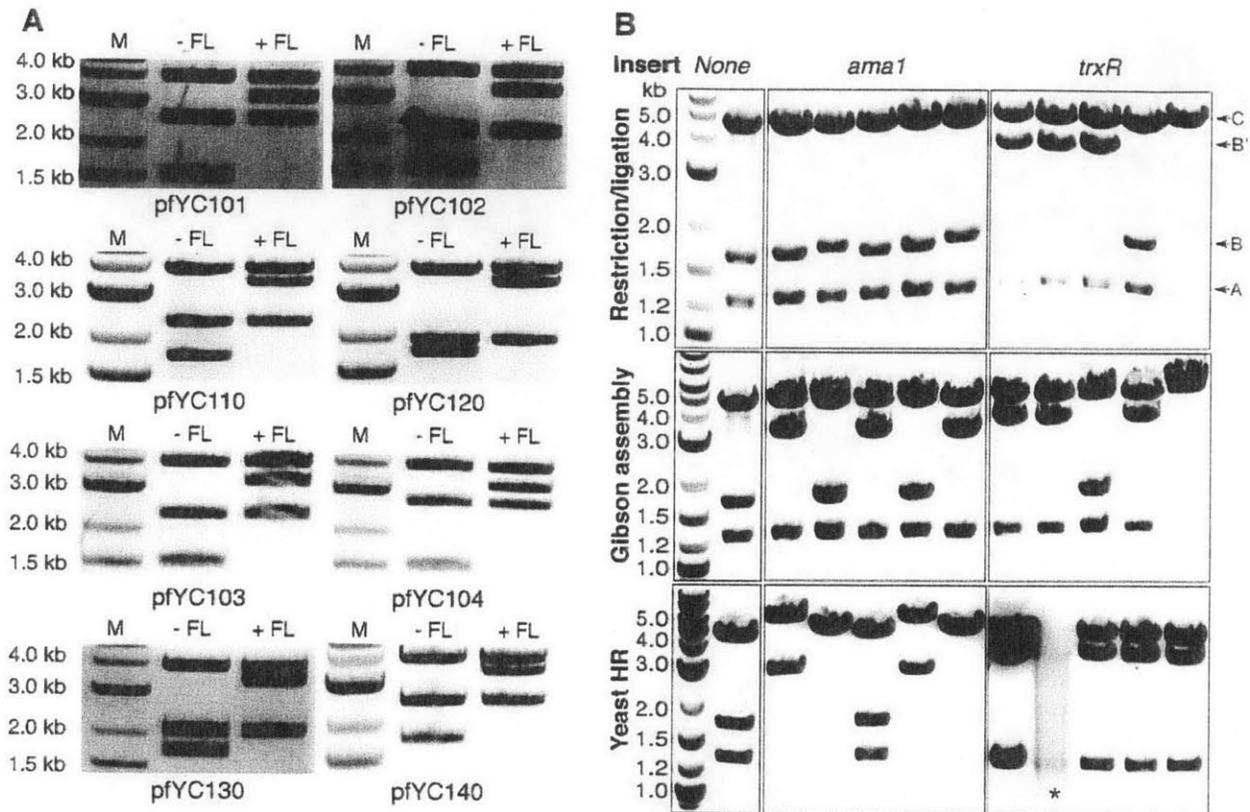 A
M - FL + FL M - FL + FL
4.0 kb
3.0 kb
2.0 kb
1.5 kb
pfYC101 pfYC102
M - FL + FL M - FL + FL
4.0 kb
3.0 kb
2.0 kb
1.5 kb
pfYC110 pfYC120
M - FL + FL M - FL + FL
4.0 kb
3.0 kb
2.0 kb
1.5 kb
pfYC103 pfYC104
M - FL + FL M - FL + FL
4.0 kb
3.0 kb
2.0 kb
1.5 kb
pfYC130 pfYC140
B
Insert None ama1 trxR
kb
Restriction/ligation
5.0
4.0
3.0
2.0
1.5
1.2
1.0
C
B'
B
A
Gibson assembly
5.0
4.0
3.0
2.0
1.5
1.2
1.0
Yeast HR
5.0
4.0
3.0
2.0
1.5
1.2
1.0
*